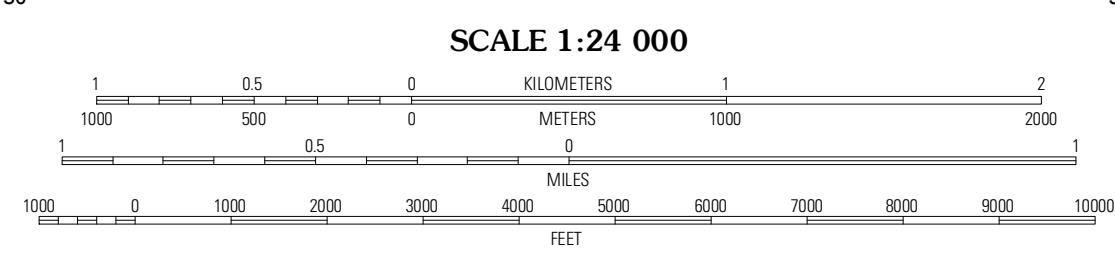 SCALE 1:24 000
1 0.5 0 KILOMETERS 1 2
1000 500 0 METERS 1000 2000
1 0.5 0 1
MILES
1000 0 1000 2000 3000 4000 5000 6000 7000 8000 9000 10000
FEET